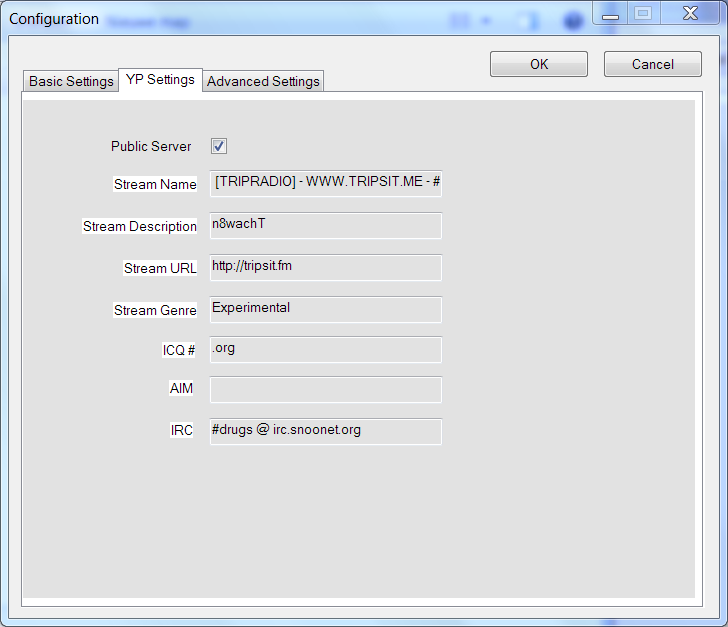 Configuration
OK
Cancel
Basic Settings
YP Settings
Advanced Settings
Public Server
Stream Name
[TRIPRADIO] - WWW.TRIPSIT.ME - #
Stream Description
n8wachT
Stream URL
http://tripsit.fm
Stream Genre
Experimental
ICQ #
.org
AIM
IRC
#drugs @ irc.snoonet.org